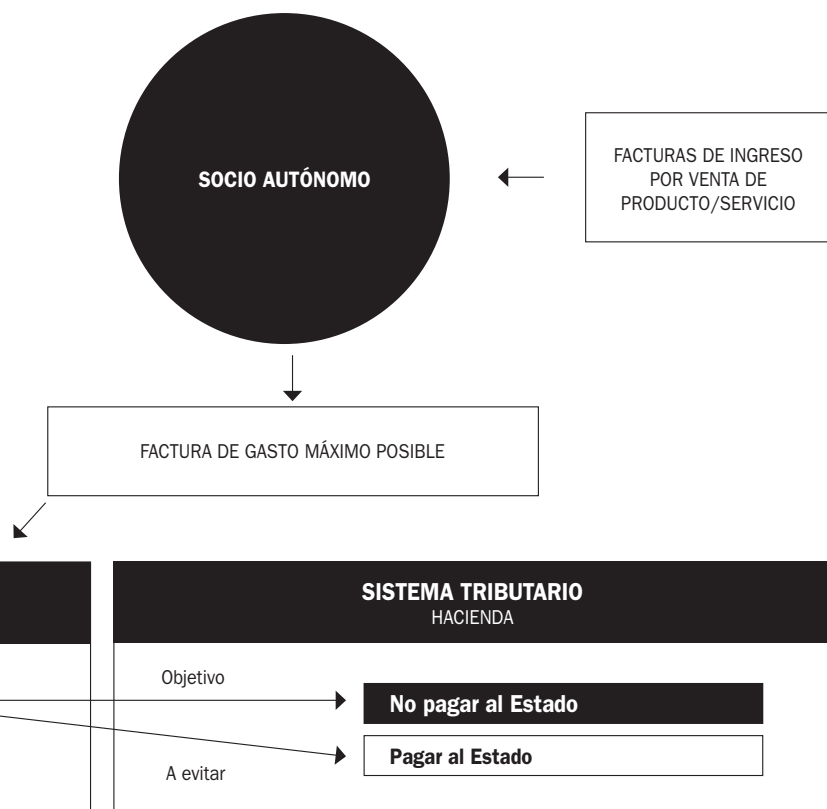 SOCIO AUTÓNOMO
FACTURAS DE INGRESO
POR VENTA DE
PRODUCTO/SERVICIO
FACTURA DE GASTO MÁXIMO POSIBLE
SISTEMA TRIBUTARIO
HACIENDA
Objetivo
No pagar al Estado
Pagar al Estado
A evitar